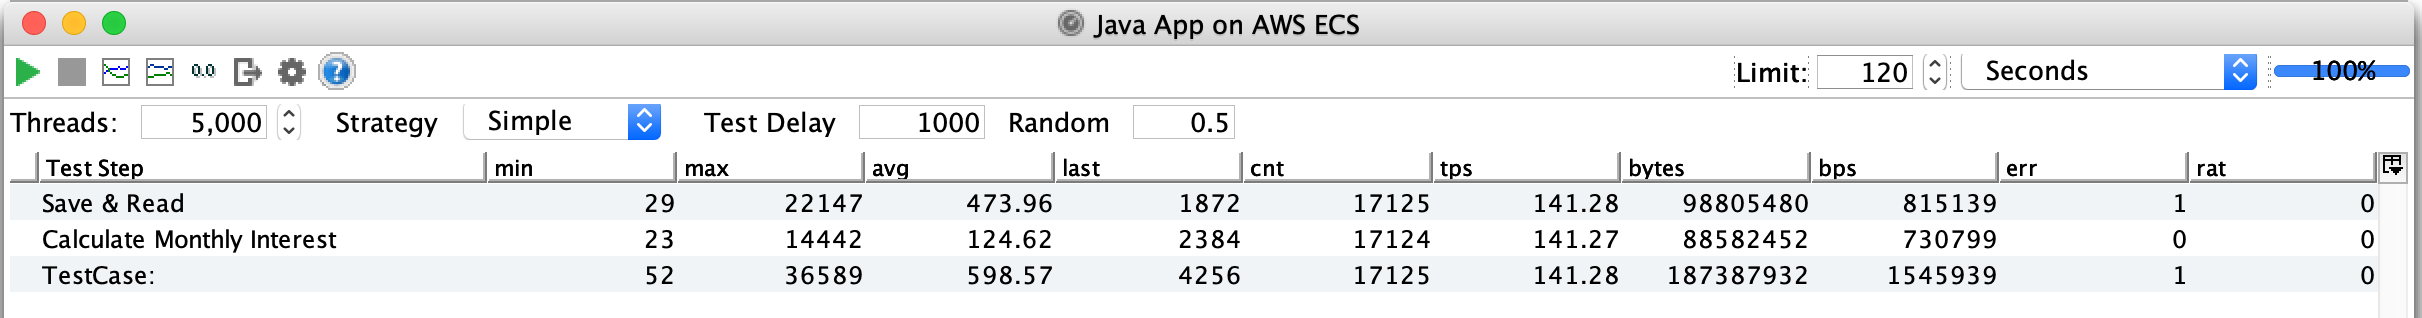 Java App on AWS ECS
0.0 ? Limit: 120 Seconds 100%
Threads: 5,000 Strategy Simple Test Delay 1000 Random 0.5
Test Step min max avg last cnt tps bytes bps err rat
Save & Read 29 22147 473.96 1872 17125 141.28 98805480 815139 1 0
Calculate Monthly Interest 23 14442 124.62 2384 17124 141.27 88582452 730799 0 0
TestCase: 52 36589 598.57 4256 17125 141.28 187387932 1545939 1 0